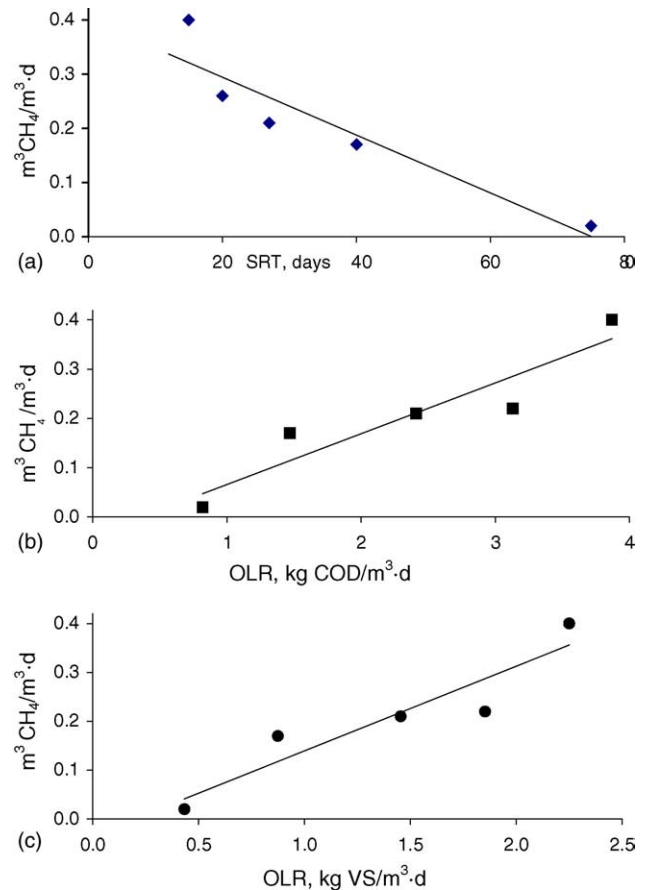 0.4
0.3
0.2
0.1
0.0
m³CH₄/m³·d
(a)
0 20 SRT, days 40 60 80 0
0.4
0.3
0.2
0.1
0.0
m³ CH₄ /m³·d
(b)
0 1 2 3 4
OLR, kg COD/m³·d
0.4
0.3
0.2
0.1
0.0
m³ CH₄/m³·d
(c)
0.0 0.5 1.0 1.5 2.0 2.5
OLR, kg VS/m³·d